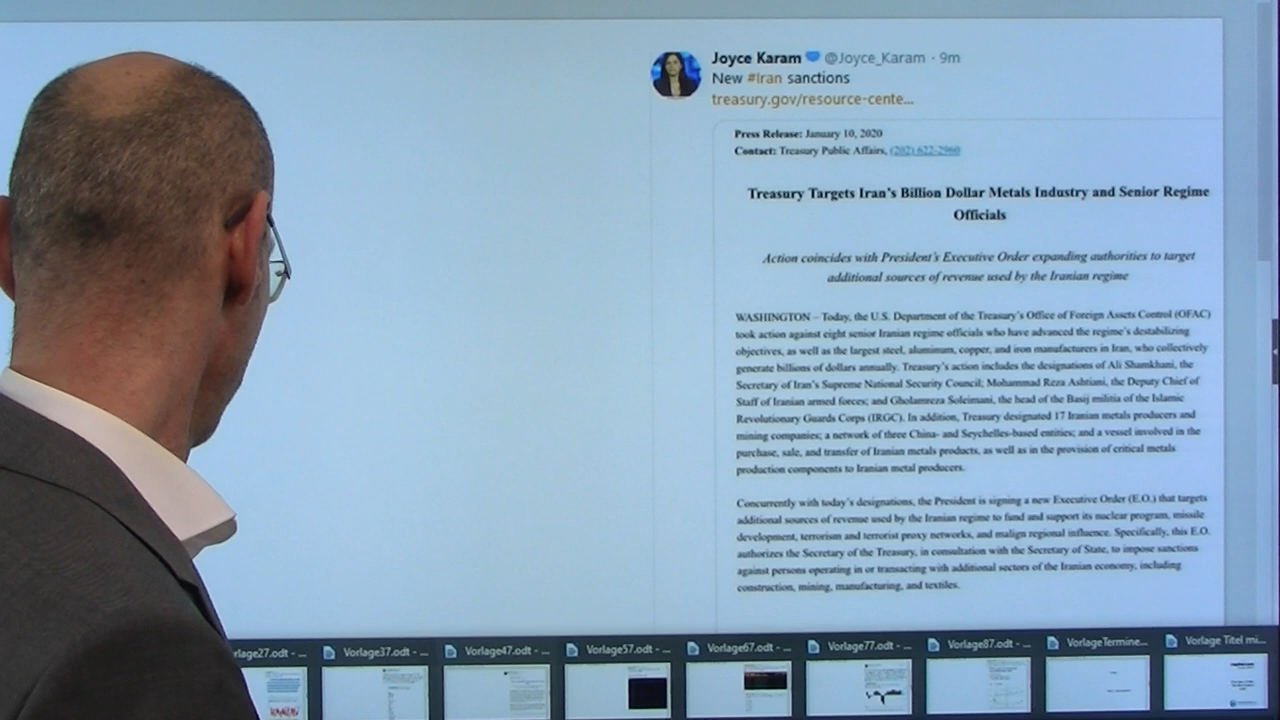 Joyce Karam @Joyce_Karam · 9m
New #Iran sanctions
treasury.gov/resource-cente...
Press Release: January 10, 2020
Contact: Treasury Public Affairs, (202) 622-2960
Treasury Targets Iran's Billion Dollar Metals Industry and Senior Regime
Officials
Action coincides with President's Executive Order expanding authorities to target
additional sources of revenue used by the Iranian regime
WASHINGTON – Today, the U.S. Department of the Treasury's Office of Foreign Assets Control (OFAC)
took action against eight senior Iranian regime officials who have advanced the regime's destabilizing
objectives, as well as the largest steel, aluminum, copper, and iron manufacturers in Iran, who collectively
generate billions of dollars annually. Treasury's action includes the designations of Ali Shamkhani, the
Secretary of Iran's Supreme National Security Council; Mohammad Reza Ashtiani, the Deputy Chief of
Staff of Iranian armed forces; and Gholamreza Soleimani, the head of the Basij militia of the Islamic
Revolutionary Guards Corps (IRGC). In addition, Treasury designated 17 Iranian metals producers and
mining companies; a network of three China- and Seychelles-based entities; and a vessel involved in the
purchase, sale, and transfer of Iranian metals products, as well as in the provision of critical metals
production components to Iranian metal producers.
Concurrently with today's designations, the President is signing a new Executive Order (E.O.) that targets
additional sources of revenue used by the Iranian regime to fund and support its nuclear program, missile
development, terrorism and terrorist proxy networks, and malign regional influence. Specifically, this E.O.
authorizes the Secretary of the Treasury, in consultation with the Secretary of State, to impose sanctions
against persons operating in or transacting with additional sectors of the Iranian economy, including
construction, mining, manufacturing, and textiles.
rlage27.odt - ... Vorlage37.odt - ... Vorlage47.odt - ... Vorlage57.odt - ... Vorlage67.odt - ... Vorlage77.odt - ... Vorlage87.odt - ... VorlageTermine... Vorlage Titel mi...